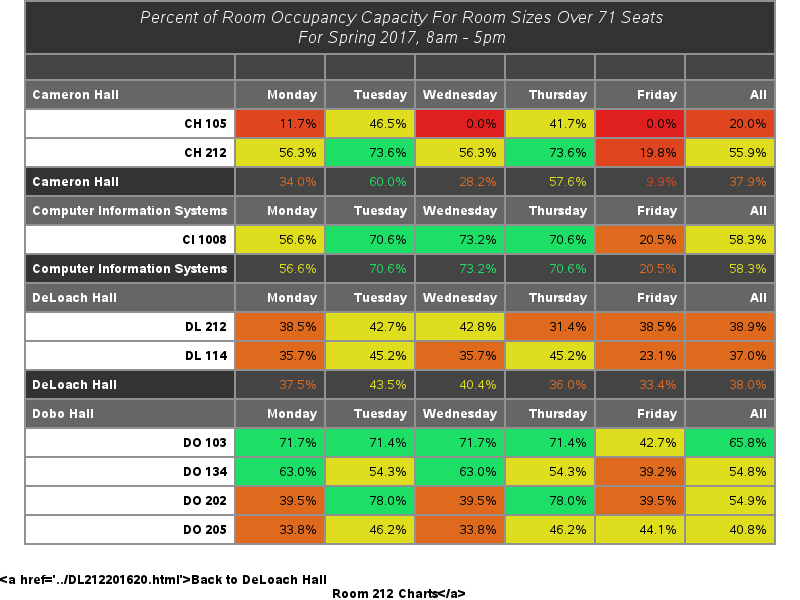 Percent of Room Occupancy Capacity For Room Sizes Over 71 Seats
For Spring 2017, 8am - 5pm
Cameron Hall Monday Tuesday Wednesday Thursday Friday All
CH 105 11.7% 46.5% 0.0% 41.7% 0.0% 20.0%
CH 212 56.3% 73.6% 56.3% 73.6% 19.8% 55.9%
Cameron Hall 34.0% 60.0% 28.2% 57.6% 9.9% 37.9%
Computer Information Systems Monday Tuesday Wednesday Thursday Friday All
CI 1008 56.6% 70.6% 73.2% 70.6% 20.5% 58.3%
Computer Information Systems 56.6% 70.6% 73.2% 70.6% 20.5% 58.3%
DeLoach Hall Monday Tuesday Wednesday Thursday Friday All
DL 212 38.5% 42.7% 42.8% 31.4% 38.5% 38.9%
DL 114 35.7% 45.2% 35.7% 45.2% 23.1% 37.0%
DeLoach Hall 37.5% 43.5% 40.4% 36.0% 33.4% 38.0%
Dobo Hall Monday Tuesday Wednesday Thursday Friday All
DO 103 71.7% 71.4% 71.7% 71.4% 42.7% 65.8%
DO 134 63.0% 54.3% 63.0% 54.3% 39.2% 54.8%
DO 202 39.5% 78.0% 39.5% 78.0% 39.5% 54.9%
DO 205 33.8% 46.2% 33.8% 46.2% 44.1% 40.8%
<a href='../DL212201620.html'>Back to DeLoach Hall
Room 212 Charts</a>